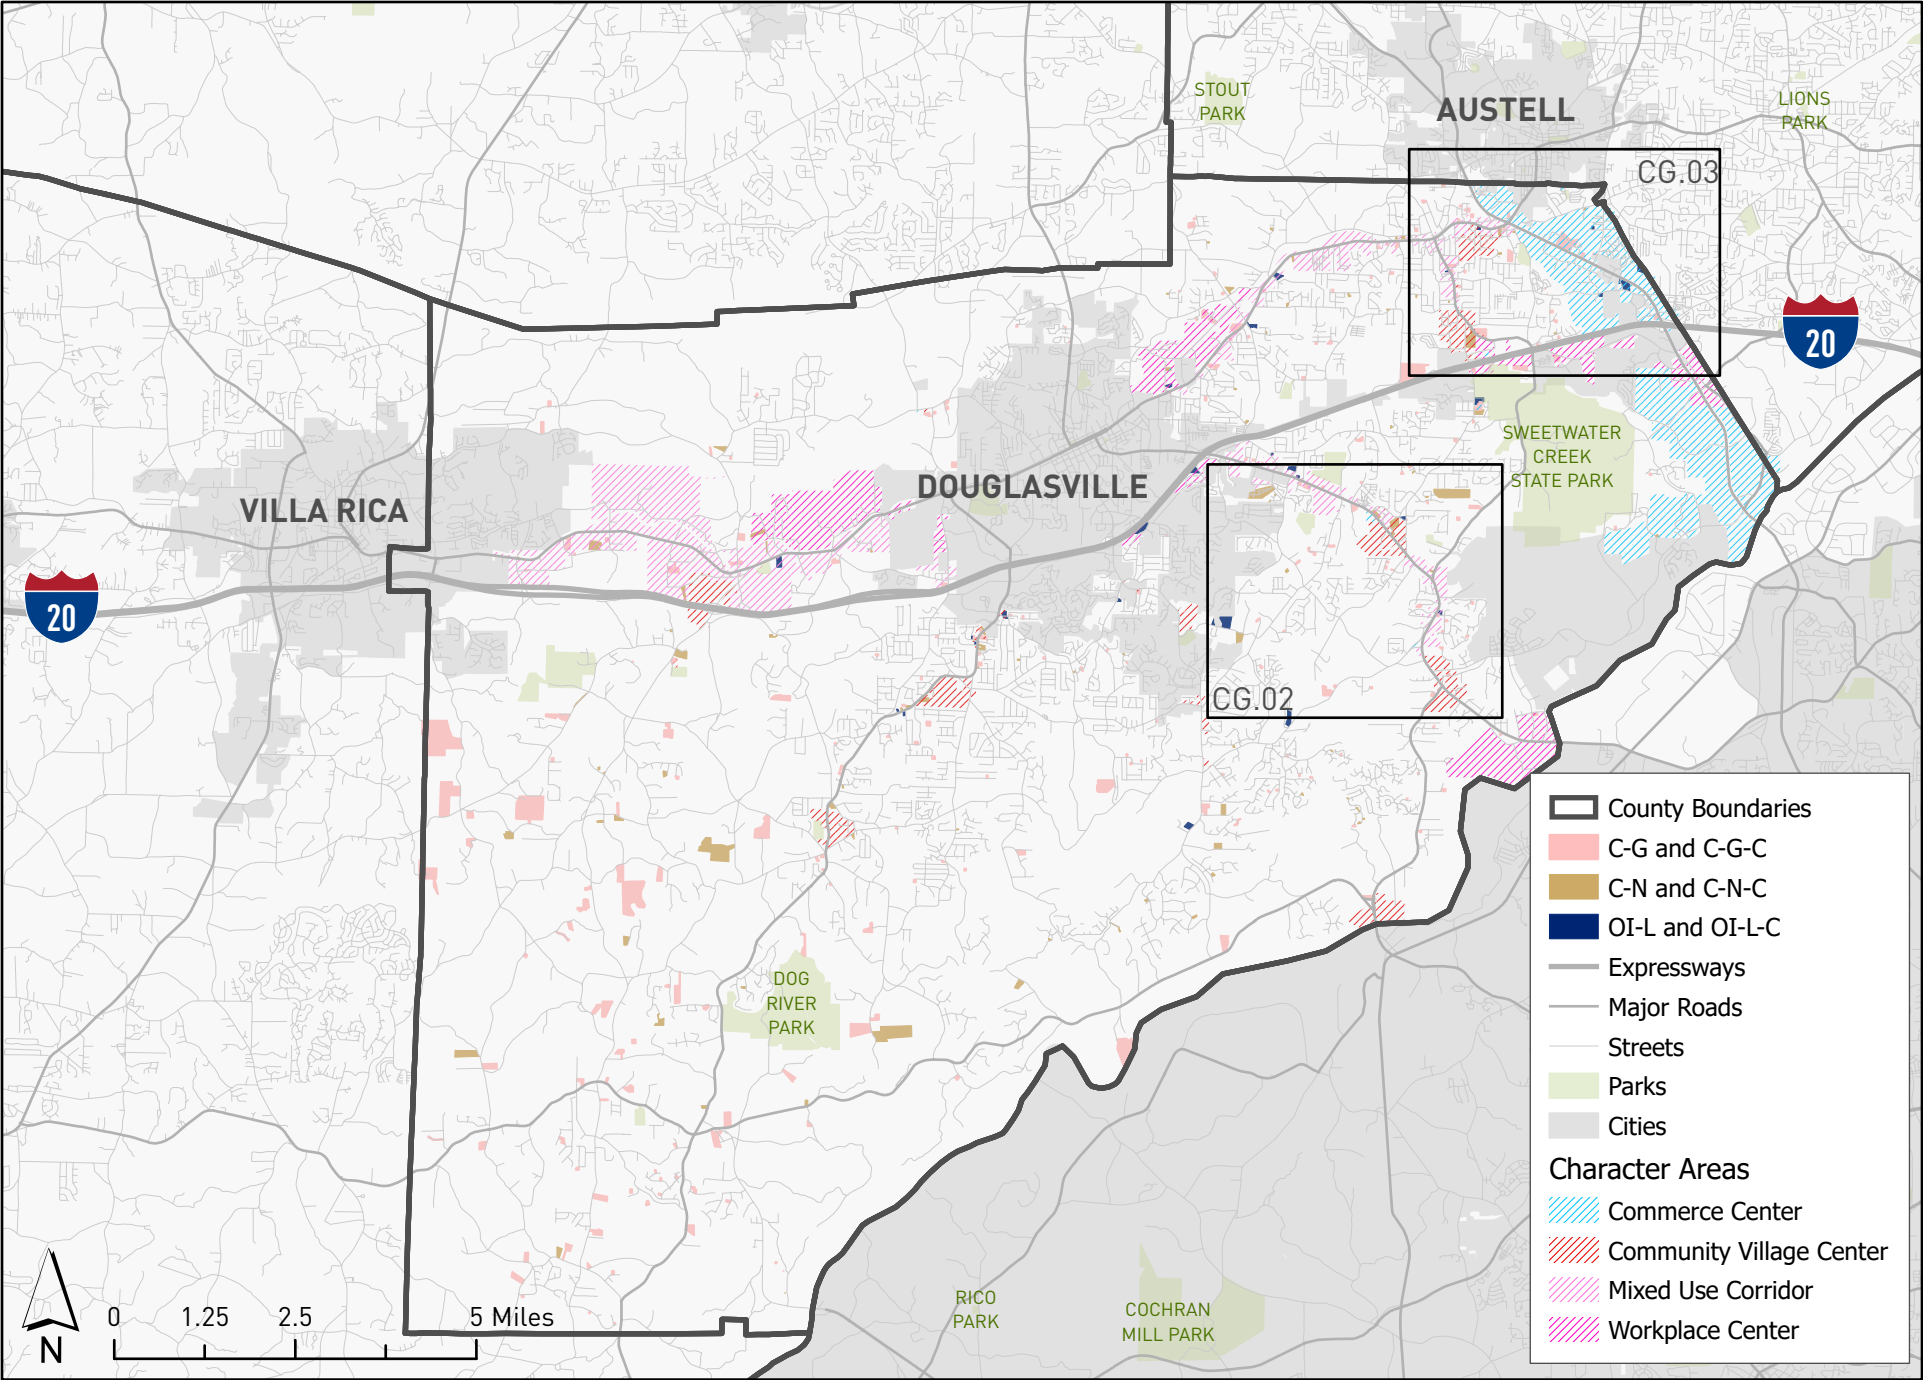 STOUT
PARK
AUSTELL
LIONS
PARK
CG.03
20
SWEETWATER
CREEK
STATE PARK
DOUGLASVILLE
VILLA RICA
20
CG.02
DOG
RIVER
PARK
RICO
PARK
COCHRAN
MILL PARK
N
0 1.25 2.5 5 Miles
County Boundaries
C-G and C-G-C
C-N and C-N-C
OI-L and OI-L-C
Expressways
Major Roads
Streets
Parks
Cities
Character Areas
Commerce Center
Community Village Center
Mixed Use Corridor
Workplace Center